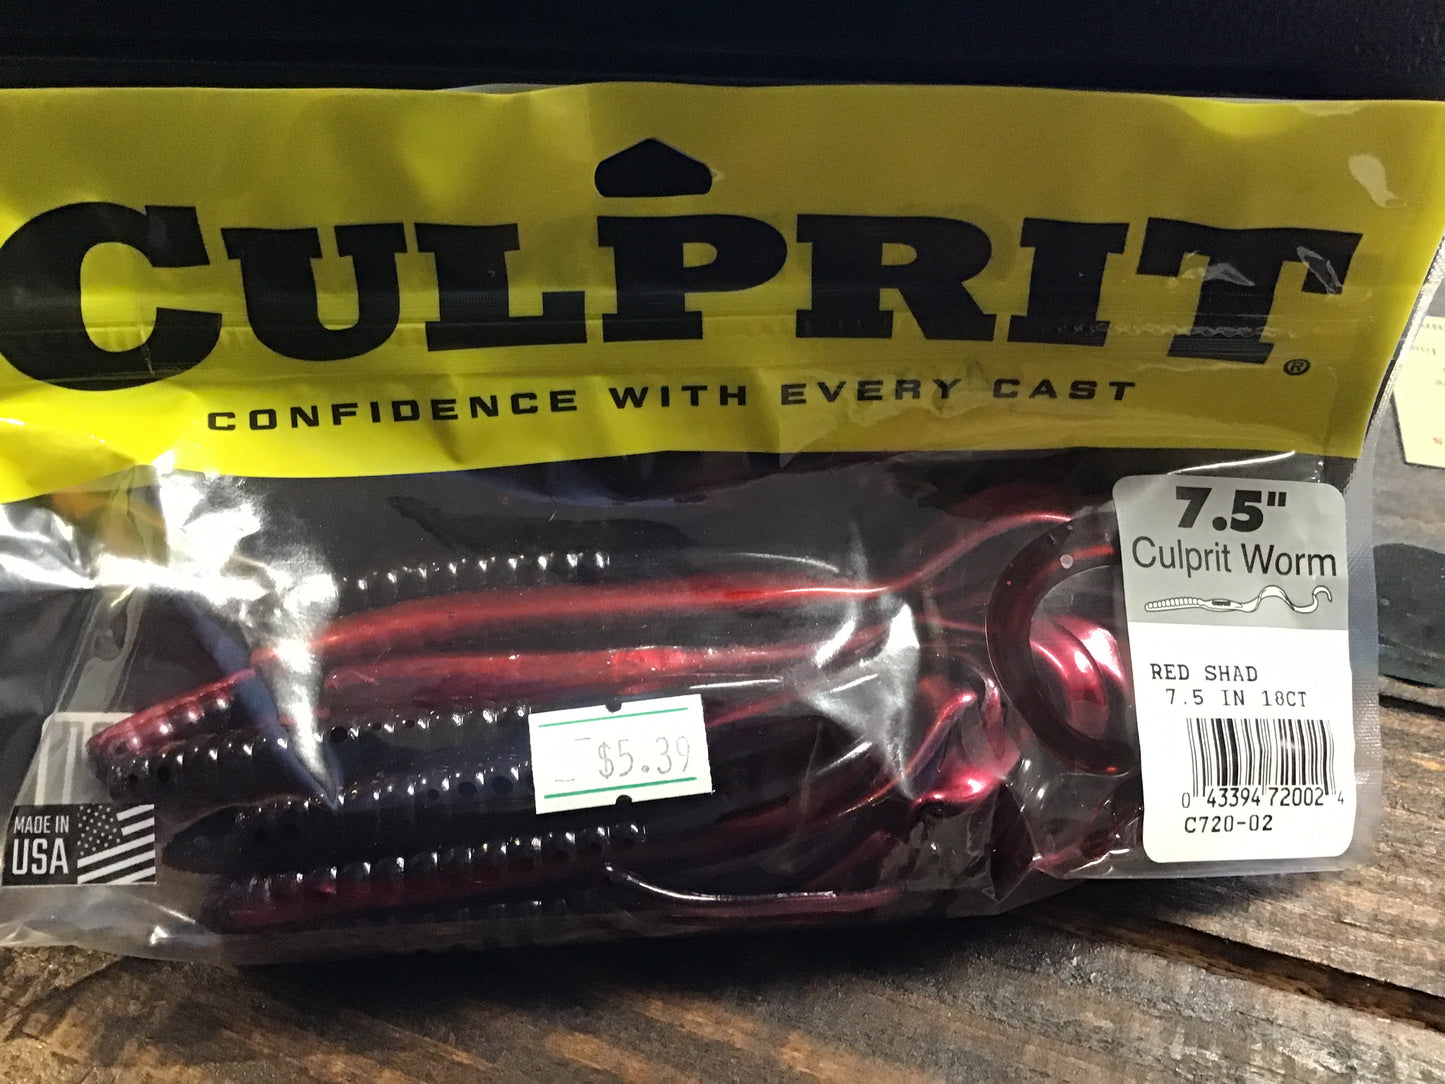 CULPRIT®
CONFIDENCE WITH EVERY CAST
7.5"
Culprit Worm
RED SHAD
7.5 IN 18CT
0 43394 72002 4
C720-02
$5.39
MADE IN
USA